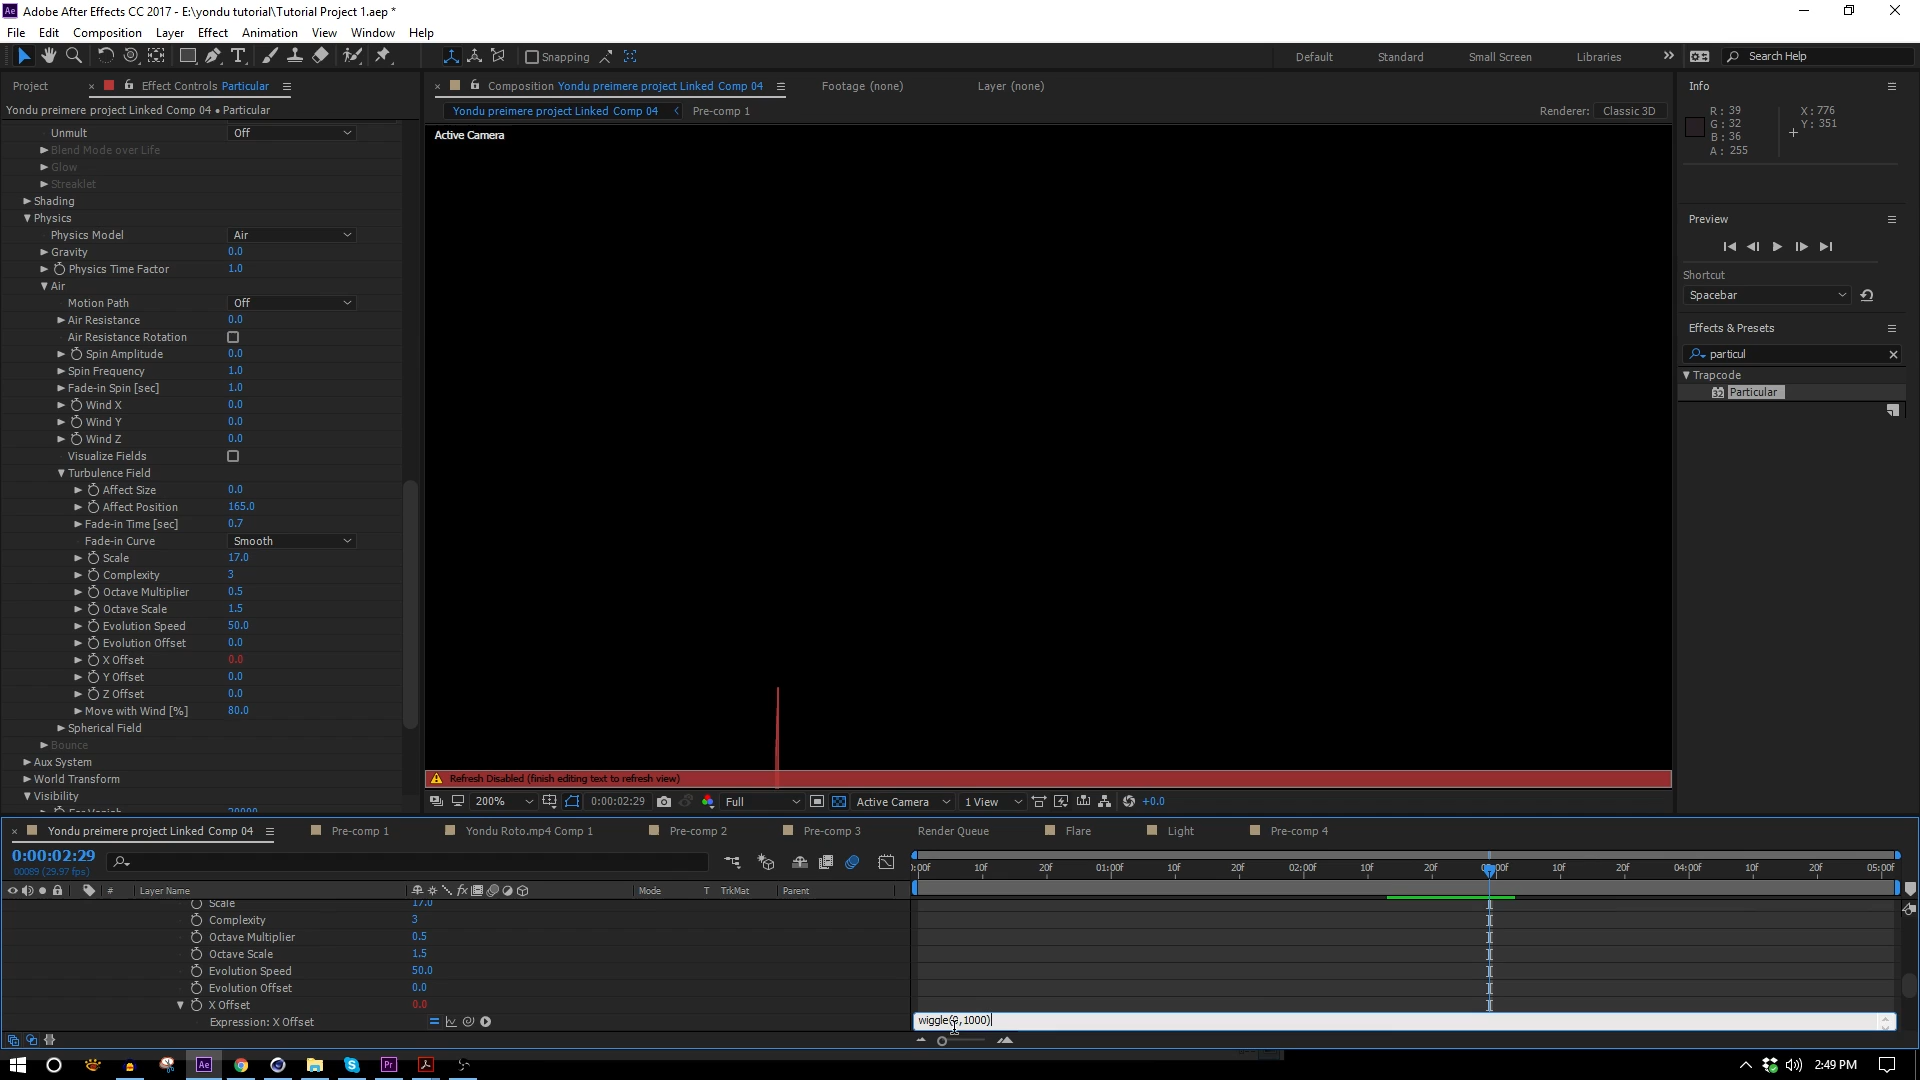 Adobe After Effects CC 2017 - E:\yondu tutorial\Tutorial Project 1.aep *
File Edit Composition Layer Effect Animation View Window Help
Snapping
Default Standard Small Screen Libraries Search Help
Project Effect Controls Particular
Yondu preimere project Linked Comp 04 • Particular
Unmult Off
Blend Mode over Life
Glow
Streaklet
Shading
Physics
Physics Model Air
Gravity 0.0
Physics Time Factor 1.0
Air
Motion Path Off
Air Resistance 0.0
Air Resistance Rotation
Spin Amplitude 0.0
Spin Frequency 1.0
Fade-in Spin [sec] 1.0
Wind X 0.0
Wind Y 0.0
Wind Z 0.0
Visualize Fields
Turbulence Field
Affect Size 0.0
Affect Position 165.0
Fade-in Time [sec] 0.7
Fade-in Curve Smooth
Scale 17.0
Complexity 3
Octave Multiplier 0.5
Octave Scale 1.5
Evolution Speed 50.0
Evolution Offset 0.0
X Offset 0.0
Y Offset 0.0
Z Offset 0.0
Move with Wind [%] 80.0
Spherical Field
Bounce
Aux System
World Transform
Visibility
Composition Yondu preimere project Linked Comp 04 Footage (none) Layer (none)
Yondu preimere project Linked Comp 04 Pre-comp 1 Renderer: Classic 3D
Active Camera
Refresh Disabled (finish editing text to refresh view)
200% 0:00:02:29 Full Active Camera 1 View +0.0
Info
R: 39 X: 776
G: 32 Y: 351
B: 36
A: 255
Preview
Shortcut
Spacebar
Effects & Presets
particul
Trapcode
32 Particular
Yondu preimere project Linked Comp 04 Pre-comp 1 Yondu Roto.mp4 Comp 1 Pre-comp 2 Pre-comp 3 Render Queue Flare Light Pre-comp 4
0:00:02:29
00089 (29.97 fps)
:00f 10f 20f 01:00f 10f 20f 02:00f 10f 20f 10f 20f 04:00f 10f 20f 05:00f
# Layer Name Mode T TrkMat Parent
Scale 17.0
Complexity 3
Octave Multiplier 0.5
Octave Scale 1.5
Evolution Speed 50.0
Evolution Offset 0.0
X Offset 0.0
Expression: X Offset
,1000)
2:49 PM